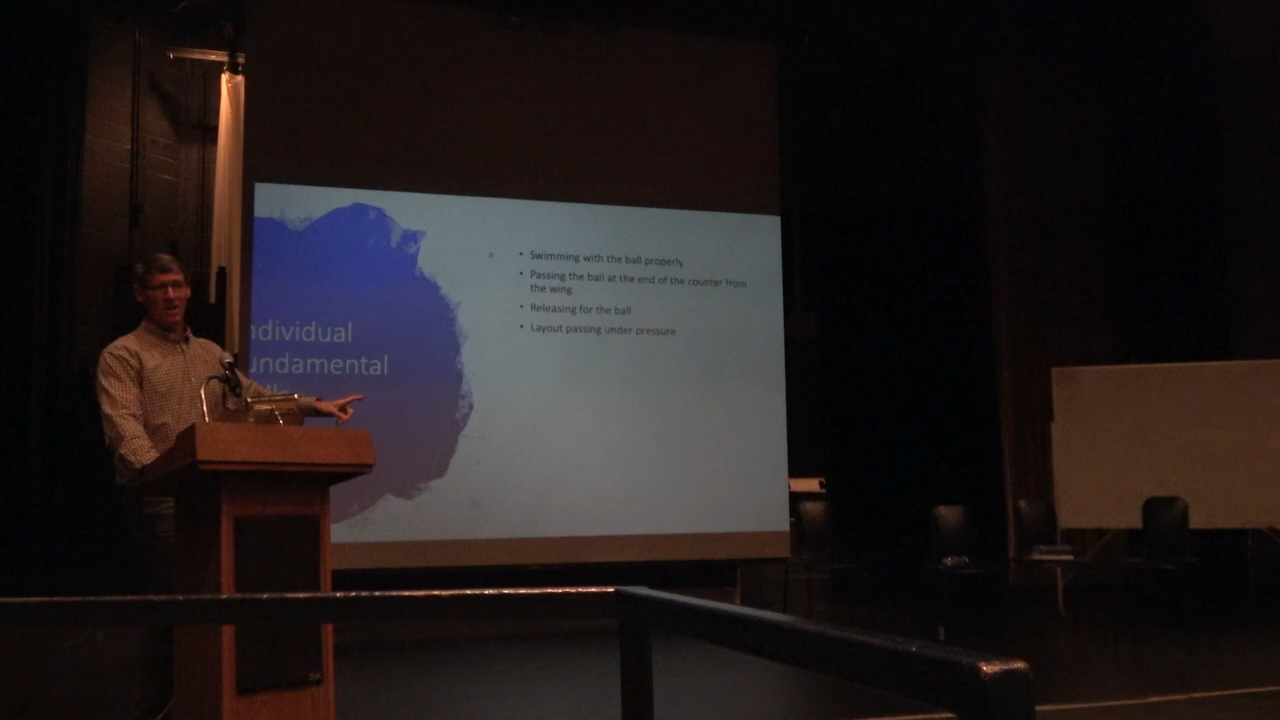 ndividual
undamental
• Swimming with the ball properly
• Passing the ball at the end of the counter from
the wing
• Releasing for the ball
• Layout passing under pressure